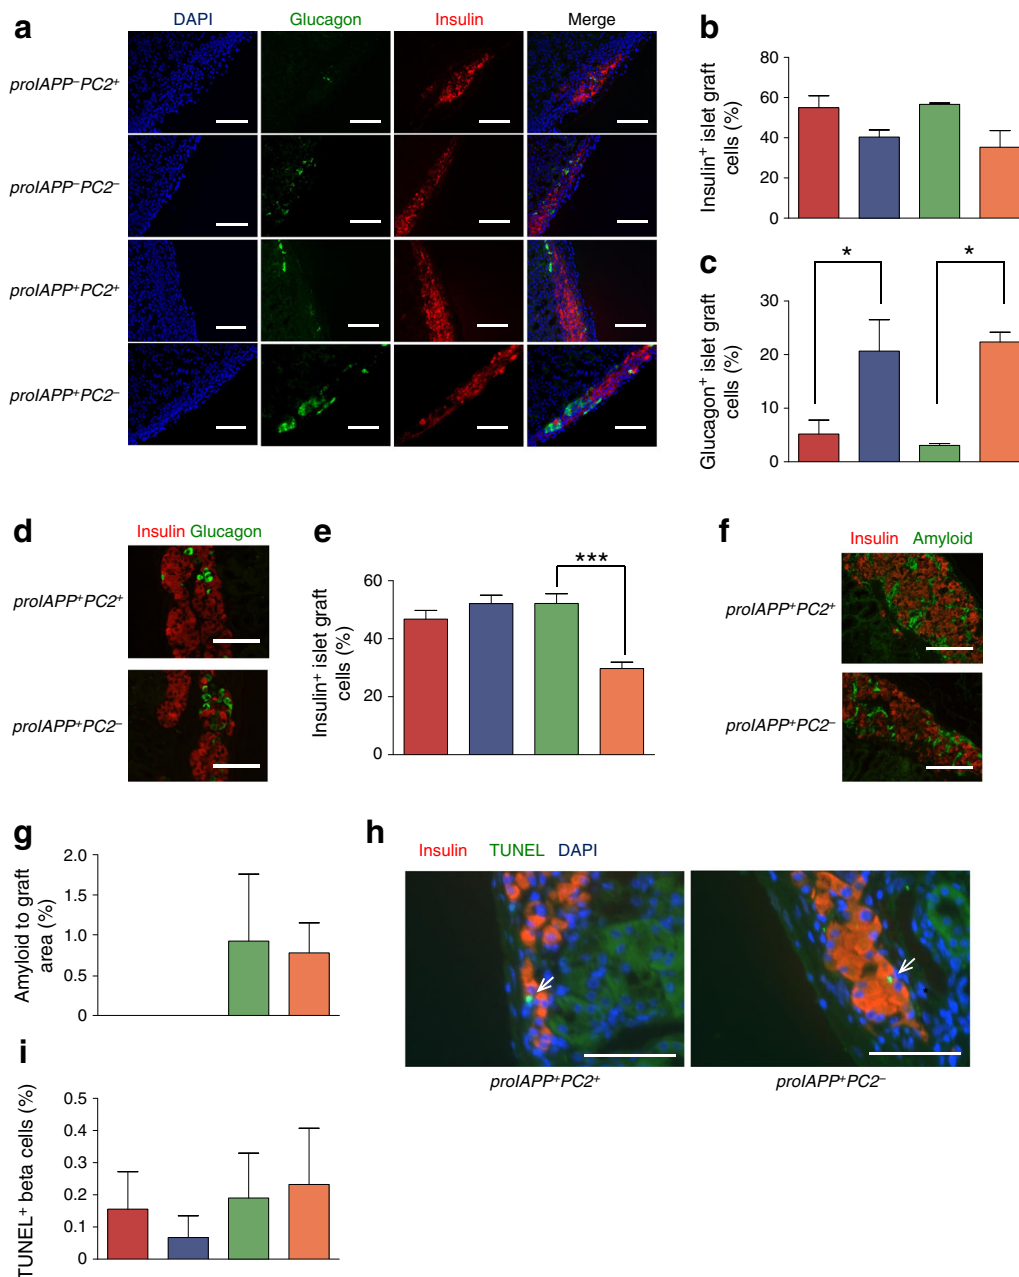 a
DAPI Glucagon Insulin Merge
proIAPP⁻PC2⁺
proIAPP⁻PC2⁻
proIAPP⁺PC2⁺
proIAPP⁺PC2⁻
b
Insulin⁺ islet graft
cells (%)
80
60
40
20
0
c
Glucagon⁺ islet graft
cells (%)
* *
30
20
10
0
d
Insulin Glucagon
proIAPP⁺PC2⁺
proIAPP⁺PC2⁻
e
Insulin⁺ islet graft
cells (%)
***
60
40
20
0
f
Insulin Amyloid
proIAPP⁺PC2⁺
proIAPP⁺PC2⁻
g
Amyloid to graft
area (%)
2.0
1.5
1.0
0.5
0
h
Insulin TUNEL DAPI
proIAPP⁺PC2⁺ proIAPP⁺PC2⁻
i
TUNEL⁺ beta cells (%)
0.5
0.4
0.3
0.2
0.1
0